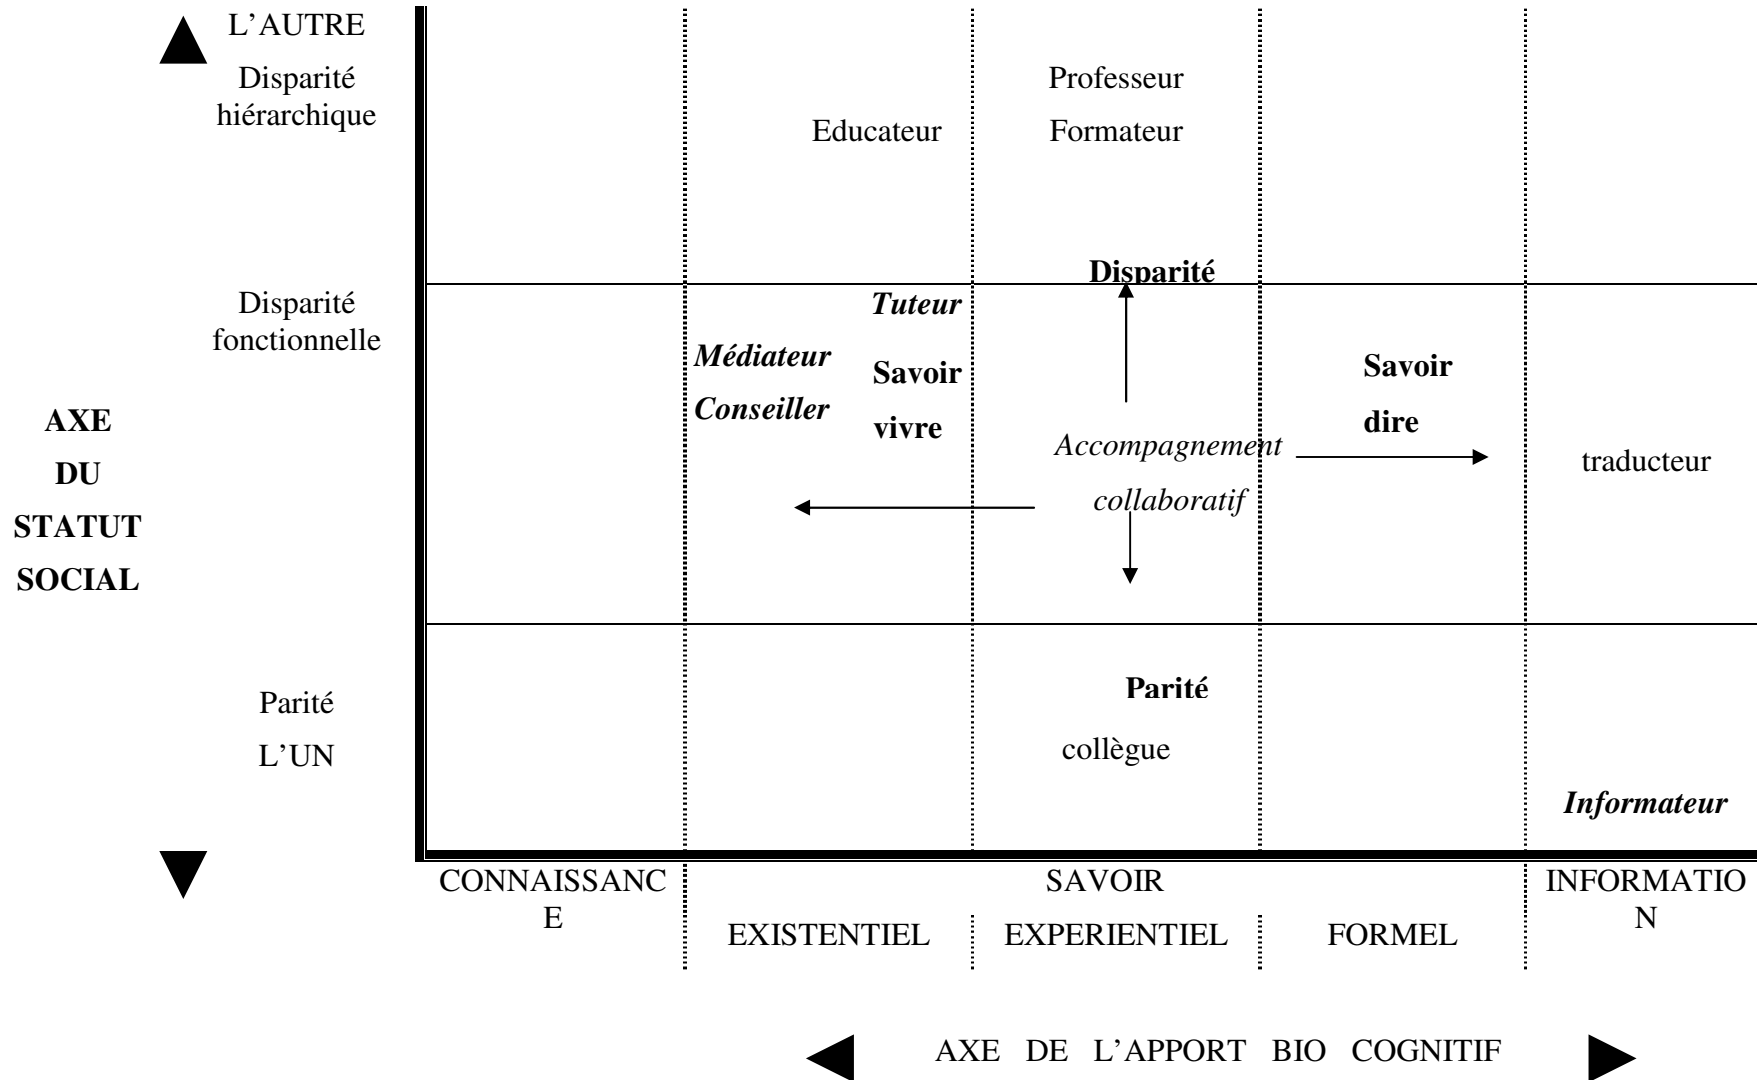 L’AUTRE
Disparité
hiérarchique
Professeur
Educateur
Formateur
Disparité
Disparité
fonctionnelle
Tuteur
Médiateur
Conseiller
Savoir
vivre
Savoir
dire
AXE
DU
STATUT
SOCIAL
Accompagnement
collaboratif
traducteur
Parité
L’UN
Parité
collègue
Informateur
CONNAISSANC
E
SAVOIR
INFORMATIO
N
EXISTENTIEL
EXPERIENTIEL
FORMEL
AXE DE L’APPORT BIO COGNITIF